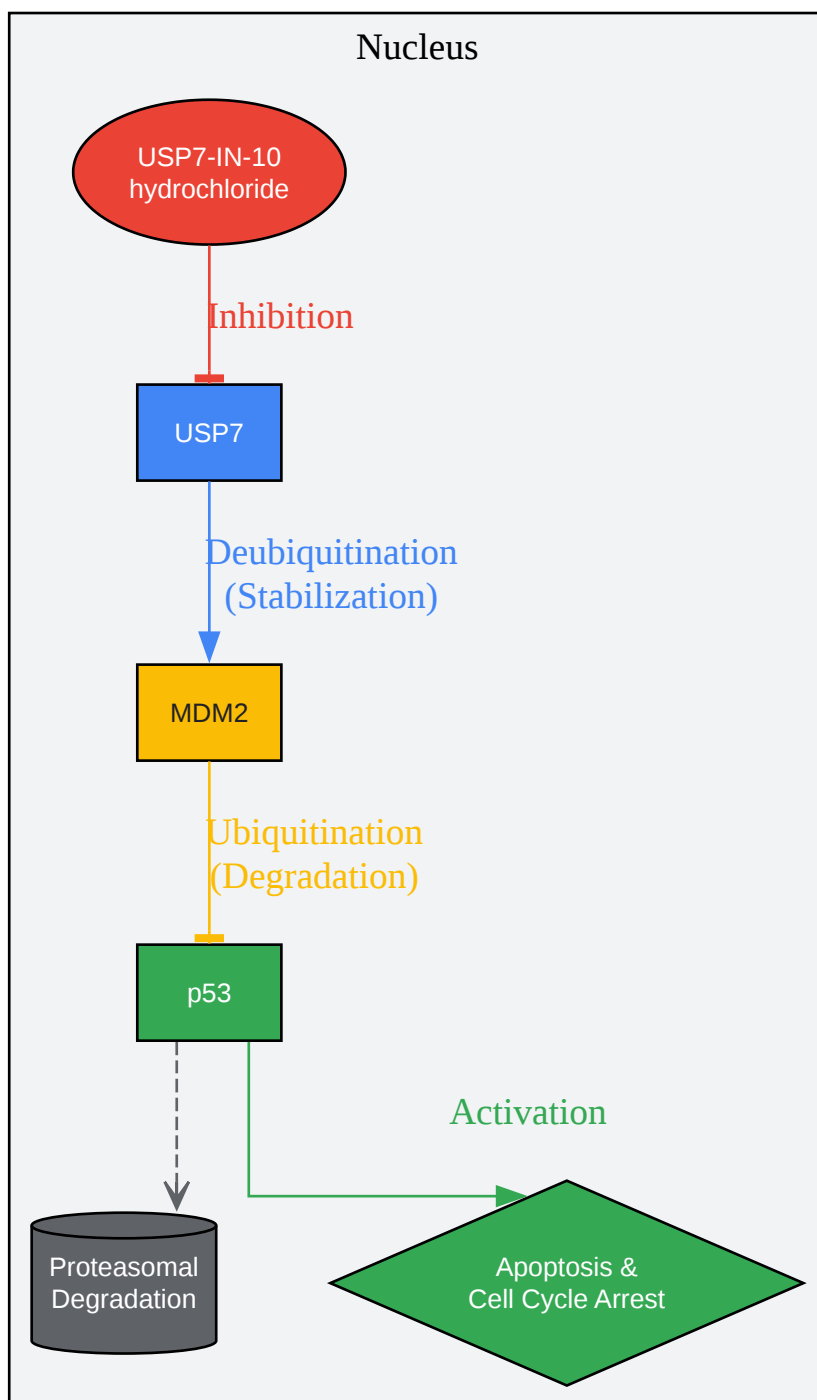 Nucleus
USP7-IN-10
hydrochloride
Inhibition
USP7
Deubiquitination
(Stabilization)
MDM2
Ubiquitination
(Degradation)
p53
Activation
Proteasomal
Degradation
Apoptosis &
Cell Cycle Arrest